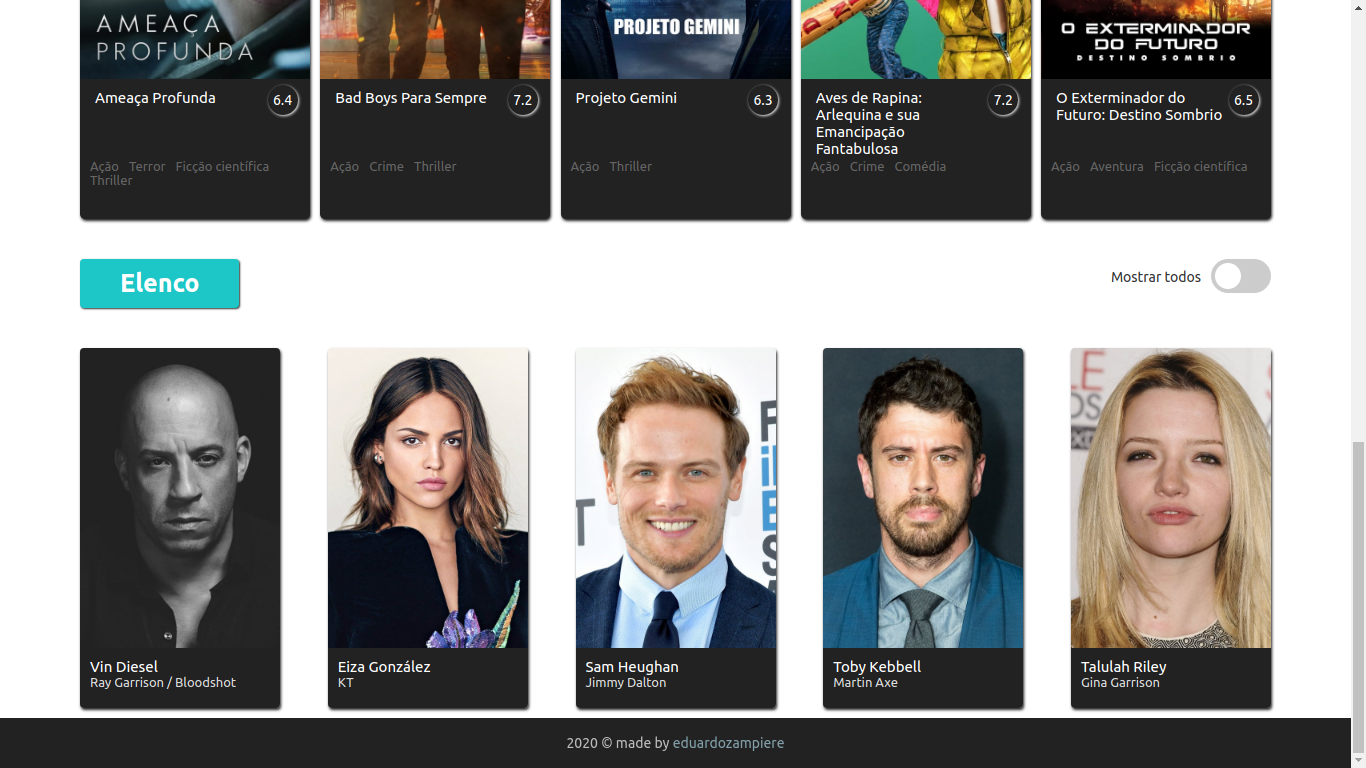 AMEAÇA
PROFUNDA
PROJETO GEMINI
O EXTERMINADOR
DO FUTURO
DESTINO SOMBRIO
Ameaça Profunda
6.4
Ação Terror Ficção científica
Thriller
Bad Boys Para Sempre
7.2
Ação Crime Thriller
Projeto Gemini
6.3
Ação Thriller
Aves de Rapina:
Arlequina e sua
Emancipação
Fantabulosa
7.2
Ação Crime Comédia
O Exterminador do
Futuro: Destino Sombrio
6.5
Ação Aventura Ficção científica
Elenco
Mostrar todos
Vin Diesel
Ray Garrison / Bloodshot
Eiza González
KT
Sam Heughan
Jimmy Dalton
Toby Kebbell
Martin Axe
Talulah Riley
Gina Garrison
2020 © made by eduardozampiere